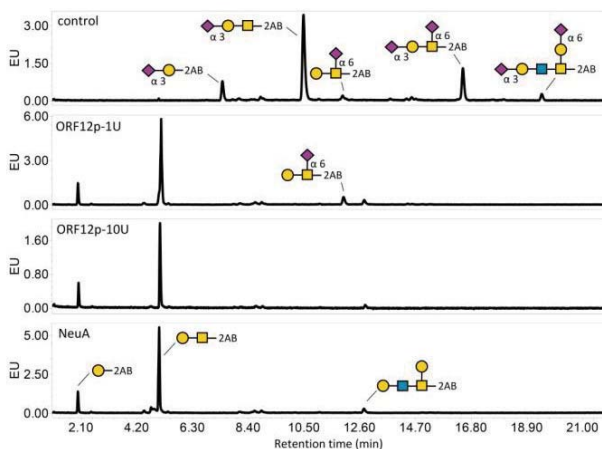 control
EU
3.00
1.50
0.00
α 3
2AB
α 3
2AB
α 6
2AB
α 6
α 3
2AB
α 6
α 3
2AB
ORF12p-1U
EU
6.00
3.00
0.00
α 6
2AB
ORF12p-10U
EU
1.60
0.80
0.00
NeuA
EU
5.00
2.50
0.00
2AB
2AB
2AB
2.10 4.20 6.30 8.40 10.50 12.60 14.70 16.80 18.90 21.00
Retention time (min)